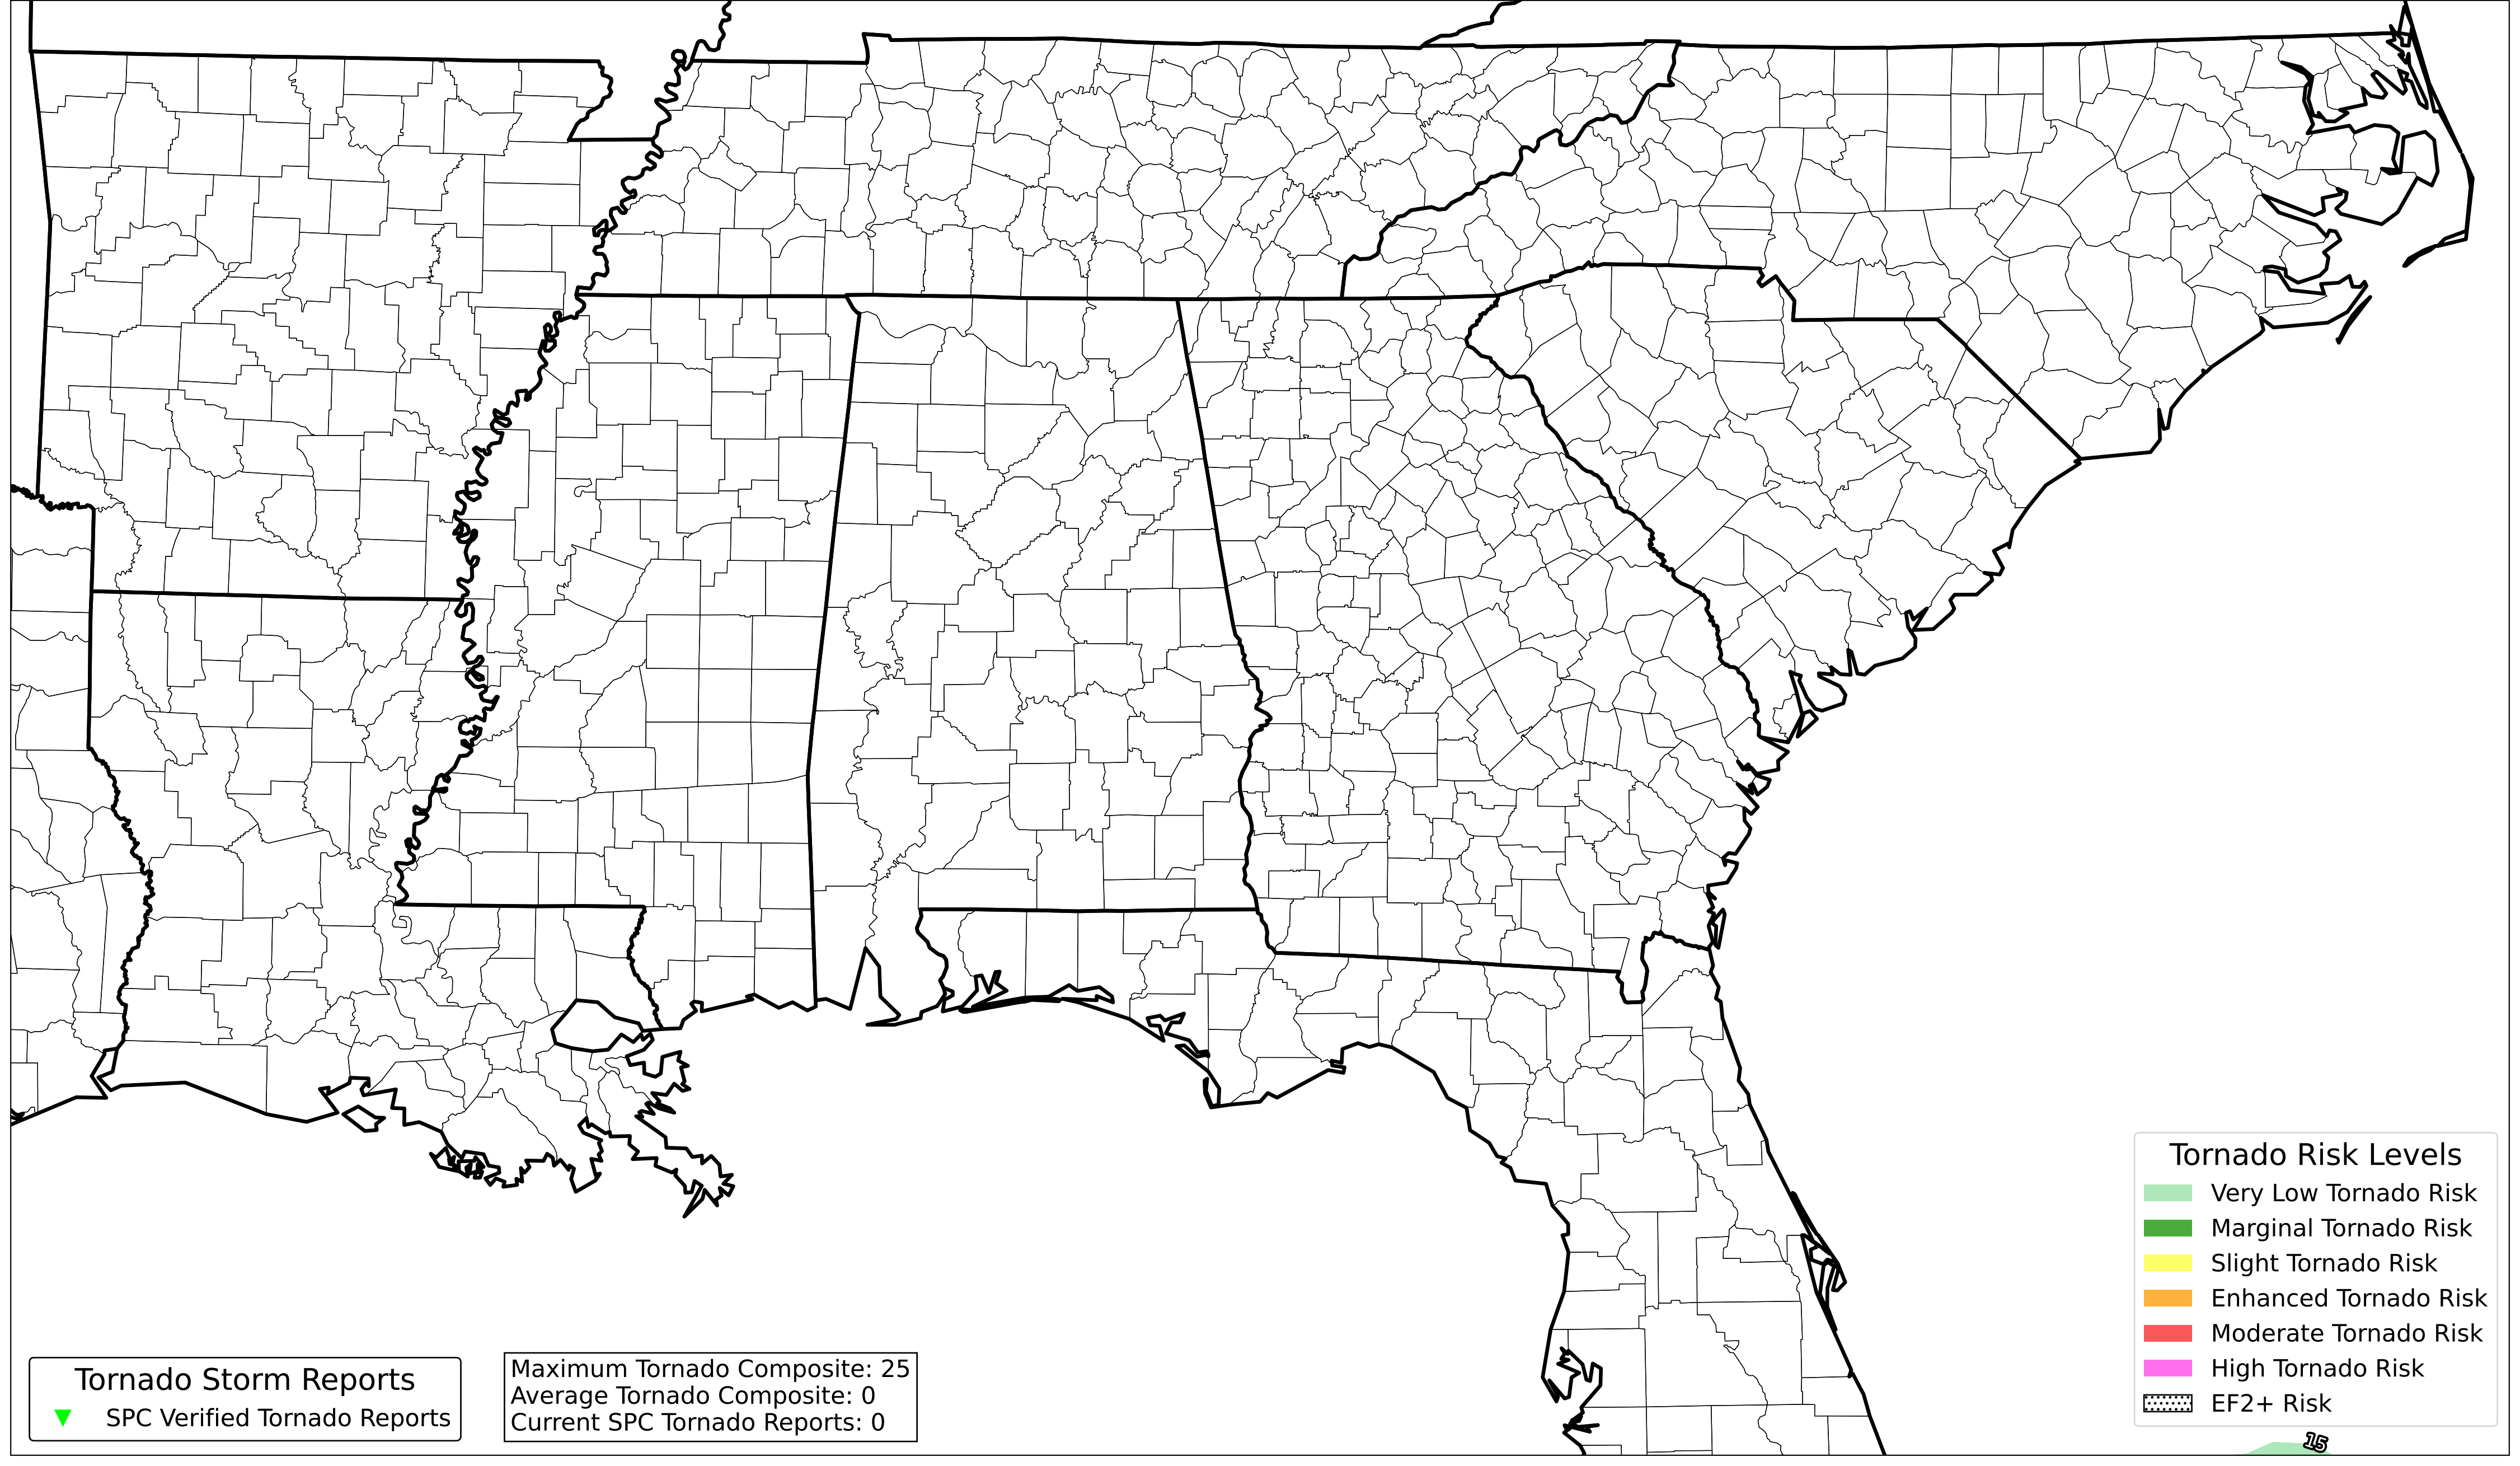 Tornado Risk Levels
Very Low Tornado Risk
Marginal Tornado Risk
Slight Tornado Risk
Enhanced Tornado Risk
Moderate Tornado Risk
High Tornado Risk
EF2+ Risk
Tornado Storm Reports
SPC Verified Tornado Reports
Maximum Tornado Composite: 25
Average Tornado Composite: 0
Current SPC Tornado Reports: 0
15